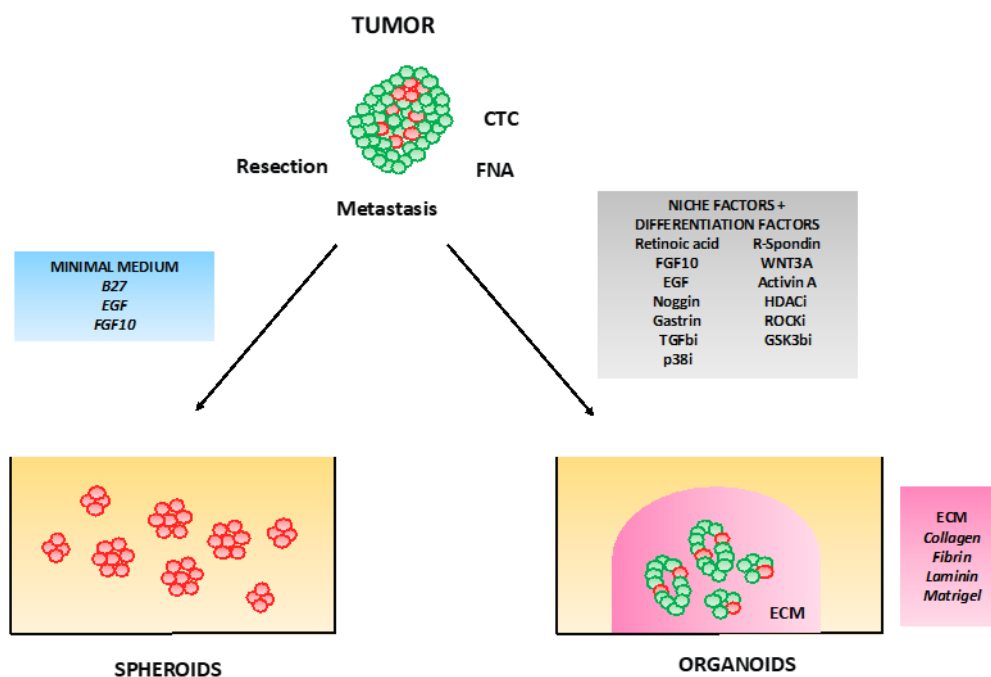 TUMOR
CTC
Resection
FNA
Metastasis
MINIMAL MEDIUM
B27
EGF
FGF10
NICHE FACTORS +
DIFFERENTIATION FACTORS
Retinoic acid R-Spondin
FGF10 WNT3A
EGF Activin A
Noggin HDACi
Gastrin ROCKi
TGFbi GSK3bi
p38i
ECM
ECM
Collagen
Fibrin
Laminin
Matrigel
SPHEROIDS
ORGANOIDS